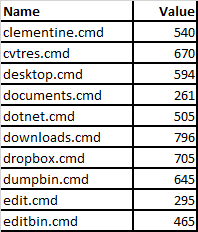 Name Value
clementine.cmd 540
cvtres.cmd 670
desktop.cmd 594
documents.cmd 261
dotnet.cmd 505
downloads.cmd 796
dropbox.cmd 705
dumpbin.cmd 645
edit.cmd 295
editbin.cmd 465